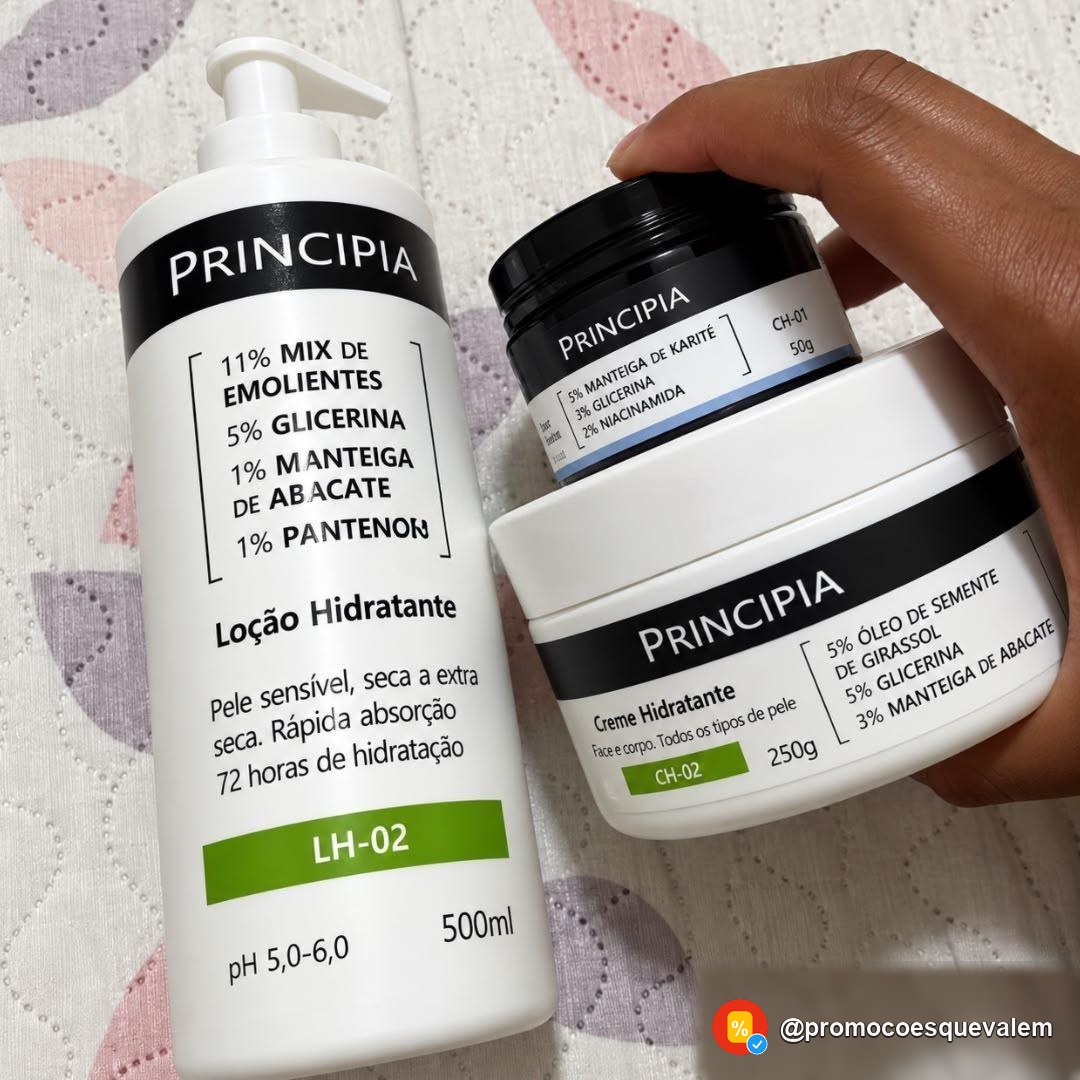 PRINCIPIA
11% MIX DE
EMOLIENTES
5% GLICERINA
1% MANTEIGA
DE ABACATE
1% PANTENON
Loção Hidratante
Pele sensível, seca a extra
seca. Rápida absorção
72 horas de hidratação
LH-02
pH 5,0-6,0
500ml
PRINCIPIA
5% MANTEIGA DE KARITÉ
3% GLICERINA
2% NIACINAMIDA
CH-01
50g
PRINCIPIA
Creme Hidratante
Face e corpo. Todos os tipos de pele
CH-02
250g
5% ÓLEO DE SEMENTE
DE GIRASSOL
5% GLICERINA
3% MANTEIGA DE ABACATE
%
@promocoesquevalem